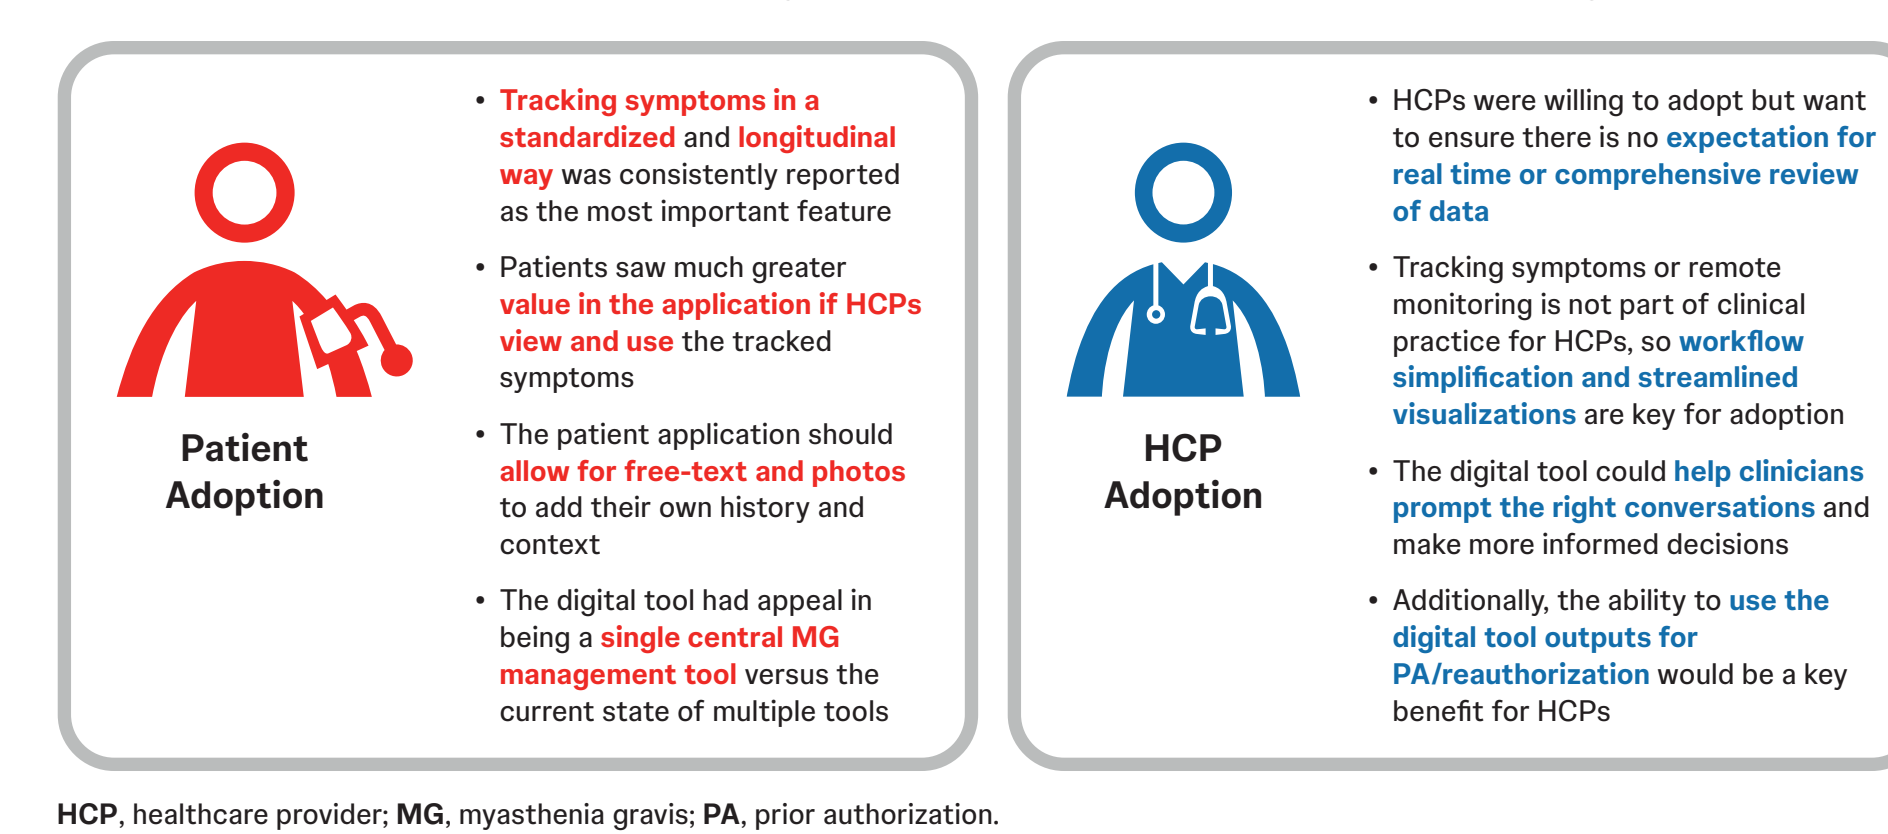 Patient
Adoption
• Tracking symptoms in a
standardized and longitudinal
way was consistently reported
as the most important feature
• Patients saw much greater
value in the application if HCPs
view and use the tracked
symptoms
• The patient application should
allow for free-text and photos
to add their own history and
context
• The digital tool had appeal in
being a single central MG
management tool versus the
current state of multiple tools
HCP
Adoption
• HCPs were willing to adopt but want
to ensure there is no expectation for
real time or comprehensive review
of data
• Tracking symptoms or remote
monitoring is not part of clinical
practice for HCPs, so workflow
simplification and streamlined
visualizations are key for adoption
• The digital tool could help clinicians
prompt the right conversations and
make more informed decisions
• Additionally, the ability to use the
digital tool outputs for
PA/reauthorization would be a key
benefit for HCPs
HCP, healthcare provider; MG, myasthenia gravis; PA, prior authorization.